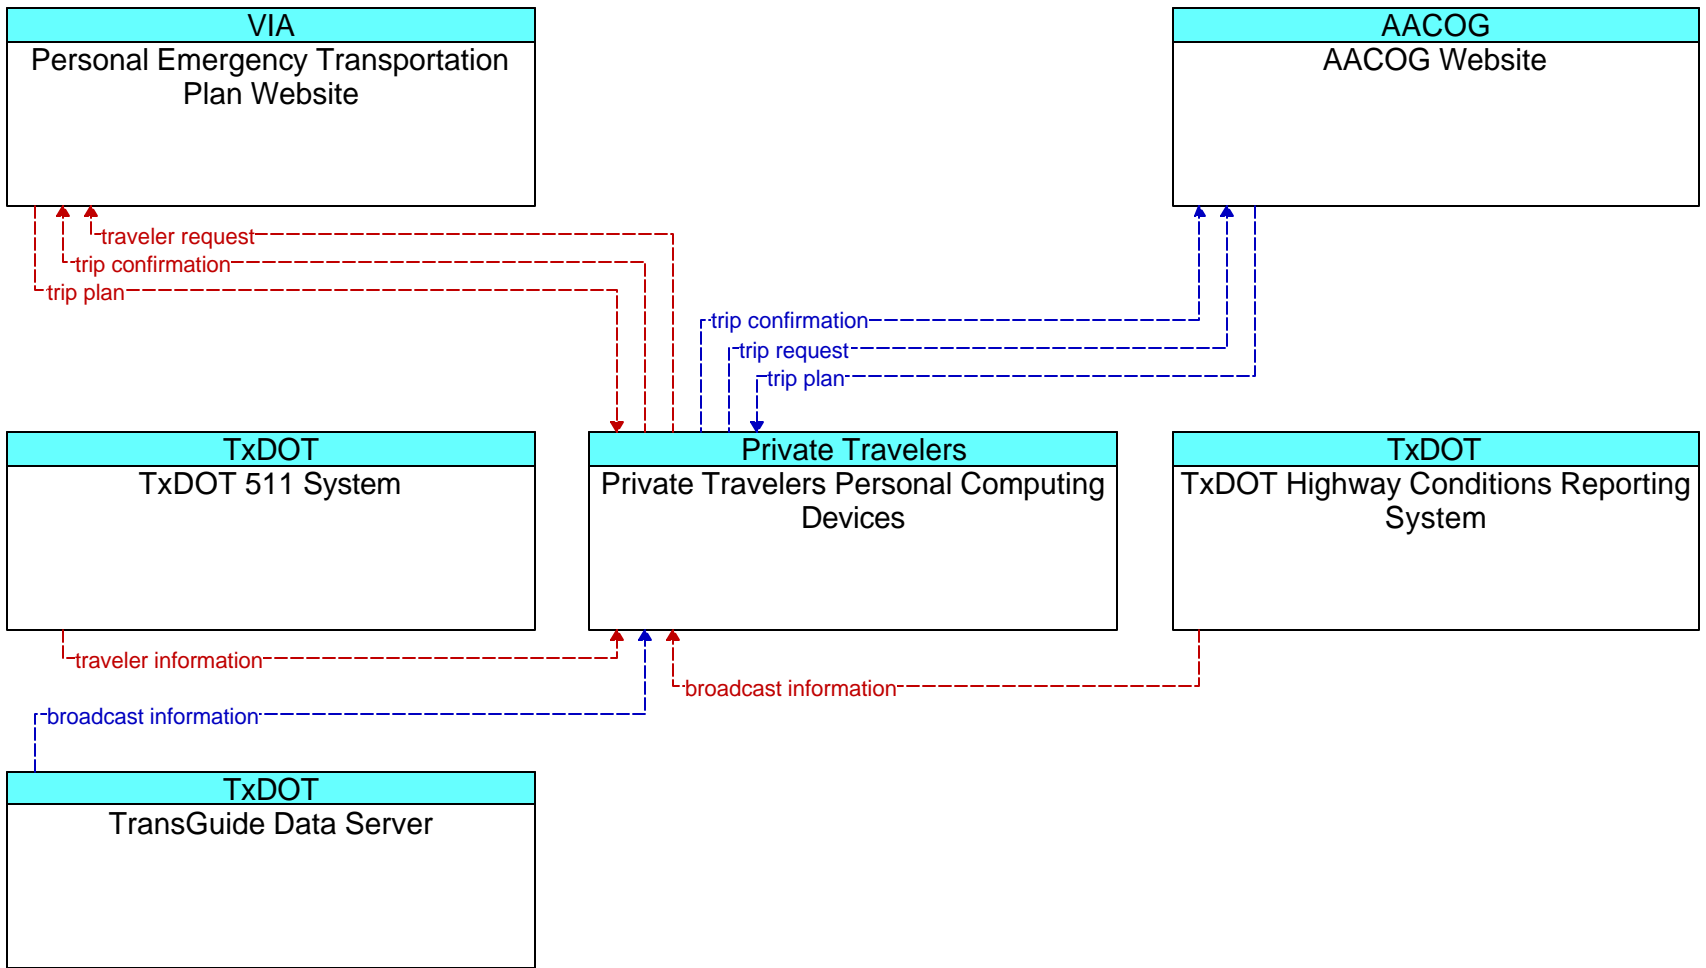 VIA
Personal Emergency Transportation
Plan Website
AACOG
AACOG Website
traveler request
trip confirmation
trip plan
trip confirmation
trip request
trip plan
TxDOT
TxDOT 511 System
Private Travelers
Private Travelers Personal Computing
Devices
TxDOT
TxDOT Highway Conditions Reporting
System
traveler information
broadcast information
broadcast information
TxDOT
TransGuide Data Server